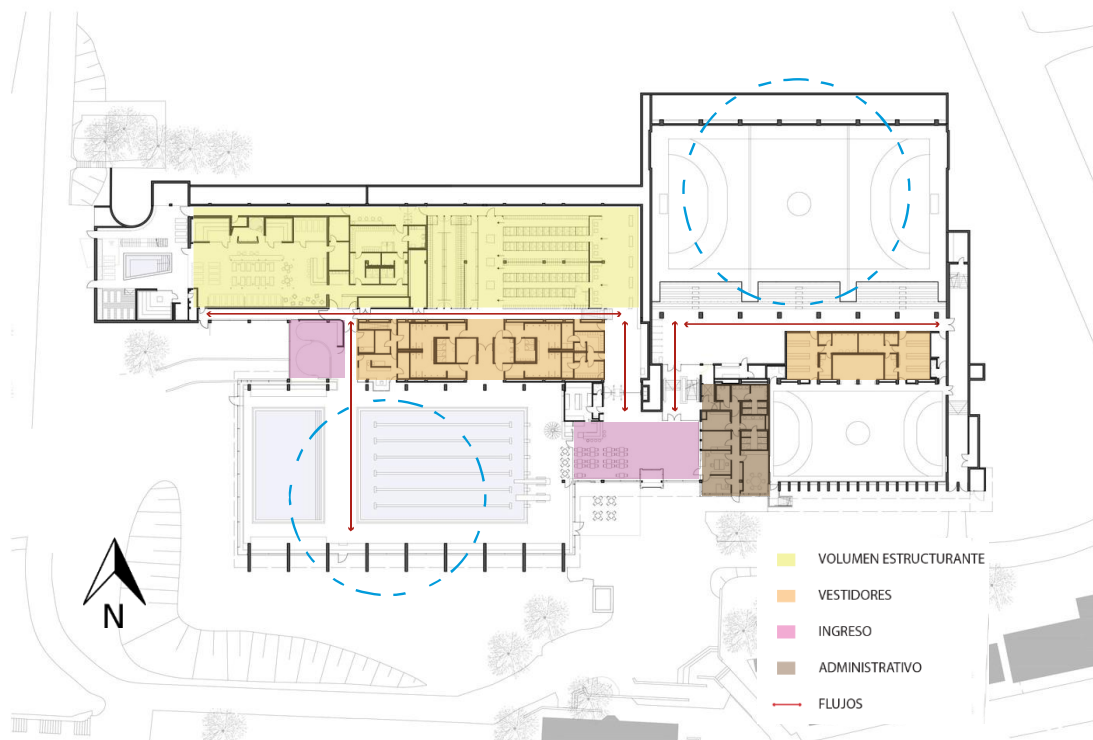 N
VOLUMEN ESTRUCTURANTE
VESTIDORES
INGRESO
ADMINISTRATIVO
FLUJOS